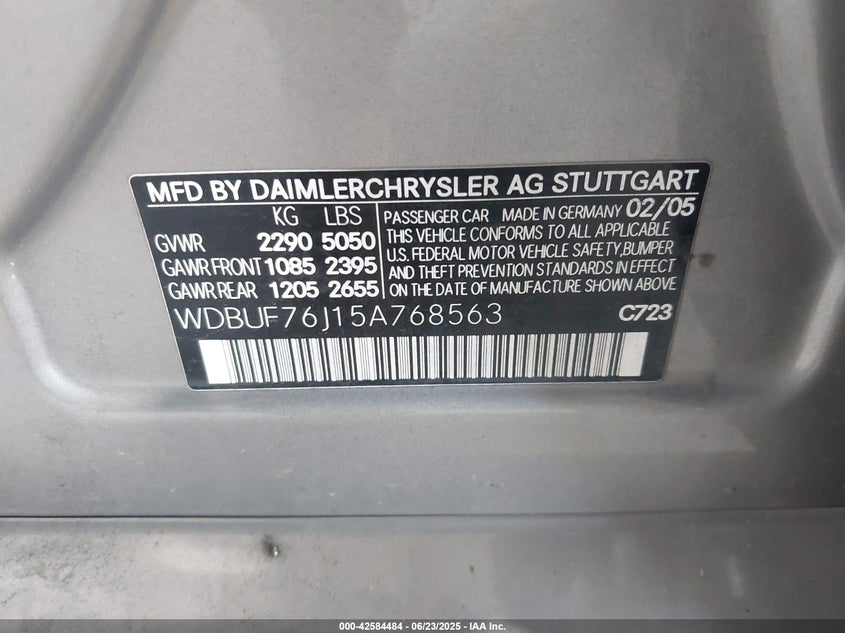 MFD BY DAIMLERCHRYSLER AG STUTTGART
KG LBS
GVWR 2290 5050
GAWR FRONT 1085 2395
GAWR REAR 1205 2655
PASSENGER CAR MADE IN GERMANY 02/05
THIS VEHICLE CONFORMS TO ALL APPLICABLE
U.S. FEDERAL MOTOR VEHICLE SAFETY,BUMPER
AND THEFT PREVENTION STANDARDS IN EFFECT
ON THE DATE OF MANUFACTURE SHOWN ABOVE.
WDBUF76J15A768563 C723
000-42584484 - 06/23/2025 - IAA Inc.